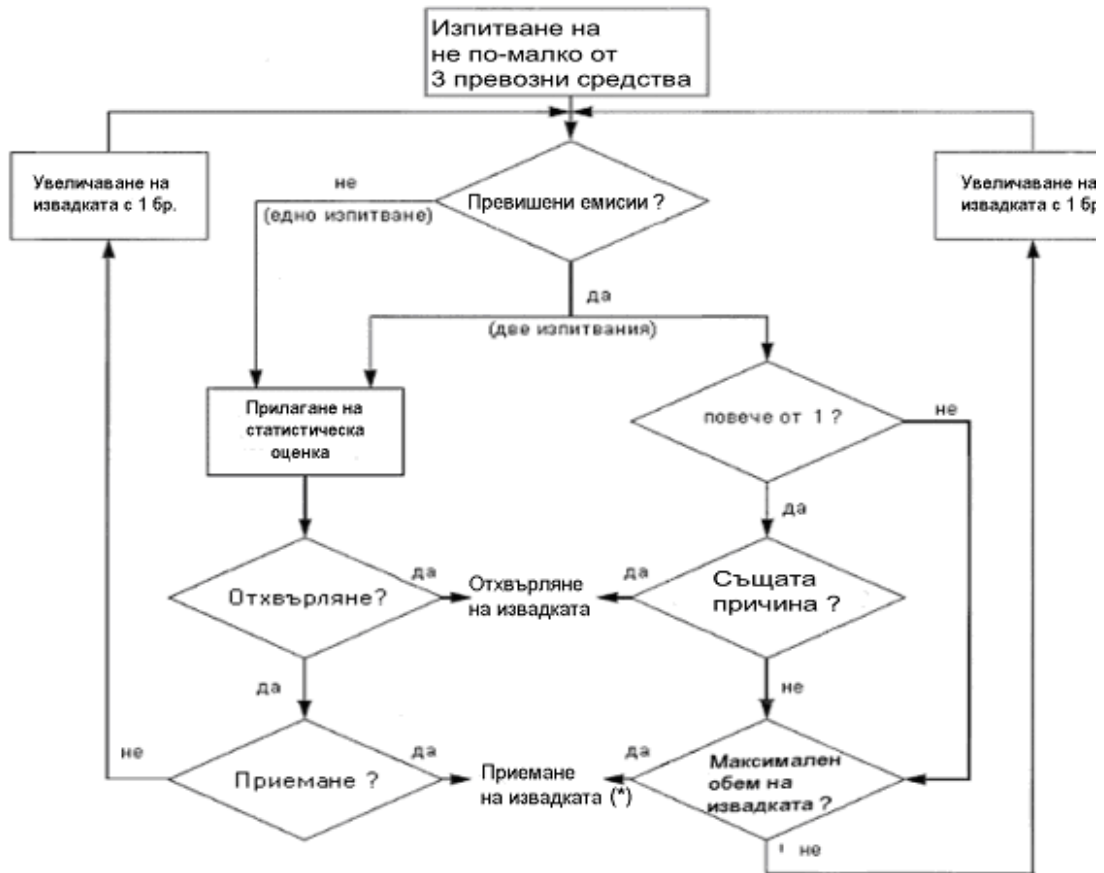 Изпитване на
не по-малко от
3 превозни средства
Увеличаване на
извадката с 1 бр.
не
(едно изпитване)
Превишени емисии ?
Увеличаване на
извадката с 1 бр
да
(две изпитвания)
Прилагане на
статистическа
оценка
повече от 1 ?
не
да
Отхвърляне?
да
Отхвърляне
на извадката
да
Същата
причина ?
да
не
не
Приемане ?
да
Приемане
на извадката (*)
да
Максимален
обем на
извадката ?
не